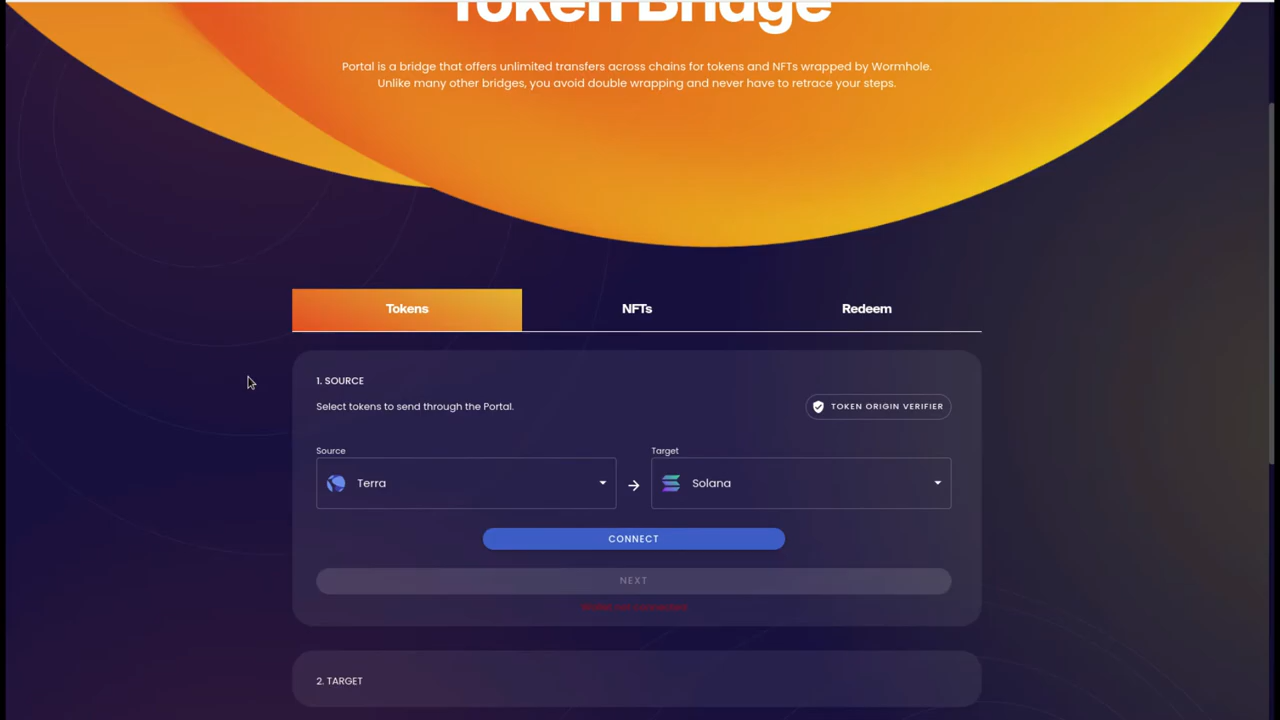 Token Bridge
Portal is a bridge that offers unlimited transfers across chains for tokens and NFTs wrapped by Wormhole.
Unlike many other bridges, you avoid double wrapping and never have to retrace your steps.
Tokens NFTs Redeem
1. SOURCE
Select tokens to send through the Portal.
TOKEN ORIGIN VERIFIER
Source Target
Terra Solana
CONNECT
NEXT
2. TARGET